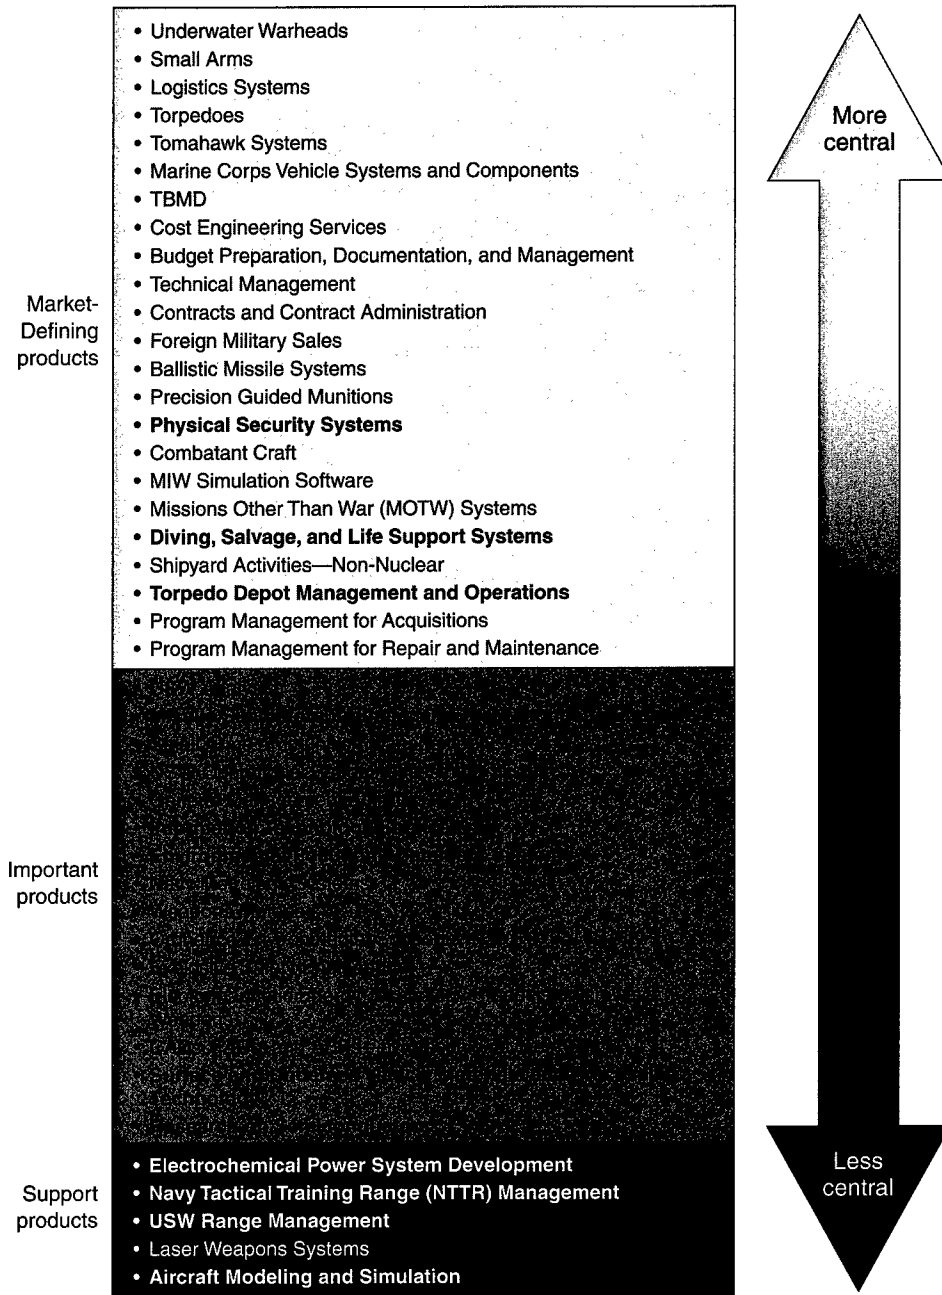 • Underwater Warheads
• Small Arms
• Logistics Systems
• Torpedoes
• Tomahawk Systems
• Marine Corps Vehicle Systems and Components
• TBMD
• Cost Engineering Services
• Budget Preparation, Documentation, and Management
• Technical Management
• Contracts and Contract Administration
• Foreign Military Sales
• Ballistic Missile Systems
• Precision Guided Munitions
• Physical Security Systems
• Combatant Craft
• MIW Simulation Software
• Missions Other Than War (MOTW) Systems
• Diving, Salvage, and Life Support Systems
• Shipyard Activities—Non-Nuclear
• Torpedo Depot Management and Operations
• Program Management for Acquisitions
• Program Management for Repair and Maintenance
Market-
Defining
products
Important
products
• Electrochemical Power System Development
• Navy Tactical Training Range (NTTR) Management
• USW Range Management
• Laser Weapons Systems
• Aircraft Modeling and Simulation
Support
products
More
central
Less
central